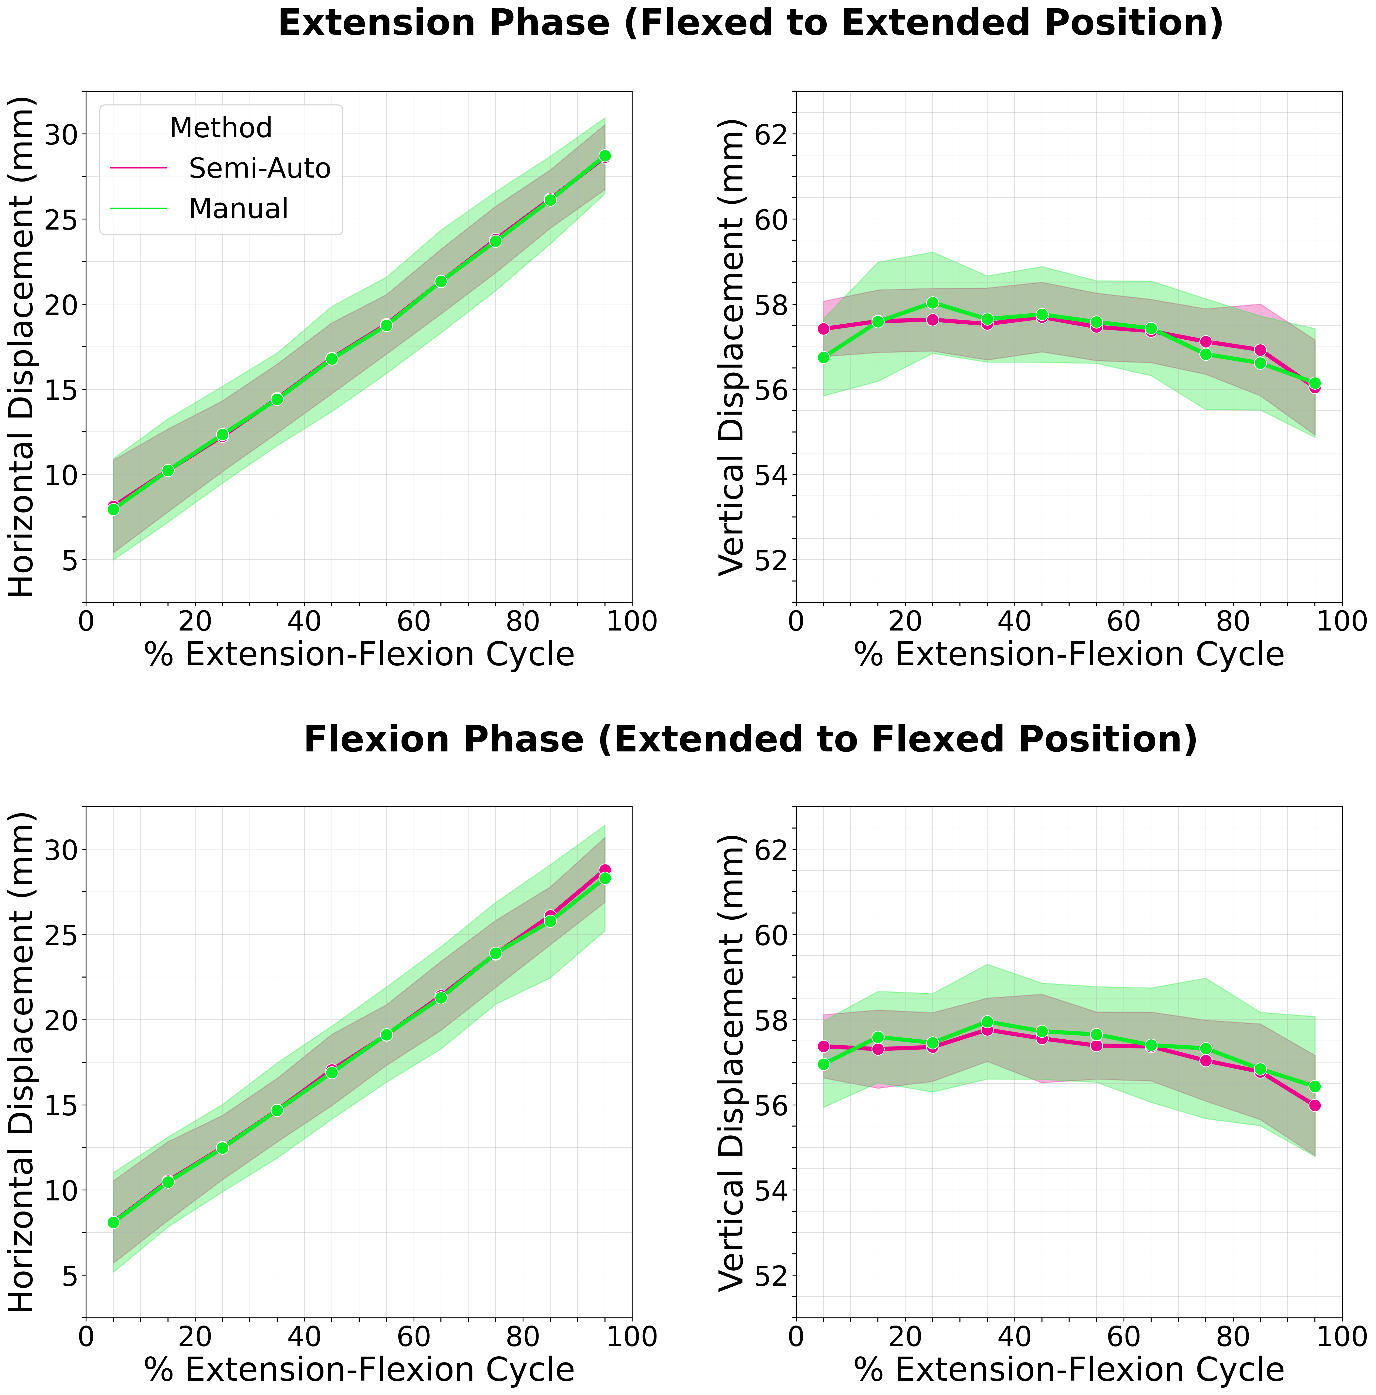 Extension Phase (Flexed to Extended Position)
Horizontal Displacement (mm)
30
25
20
15
10
5
Method
Semi-Auto
Manual
0 20 40 60 80 100
% Extension-Flexion Cycle
Vertical Displacement (mm)
62
60
58
56
54
52
0 20 40 60 80 100
% Extension-Flexion Cycle
Flexion Phase (Extended to Flexed Position)
Horizontal Displacement (mm)
30
25
20
15
10
5
0 20 40 60 80 100
% Extension-Flexion Cycle
Vertical Displacement (mm)
62
60
58
56
54
52
0 20 40 60 80 100
% Extension-Flexion Cycle